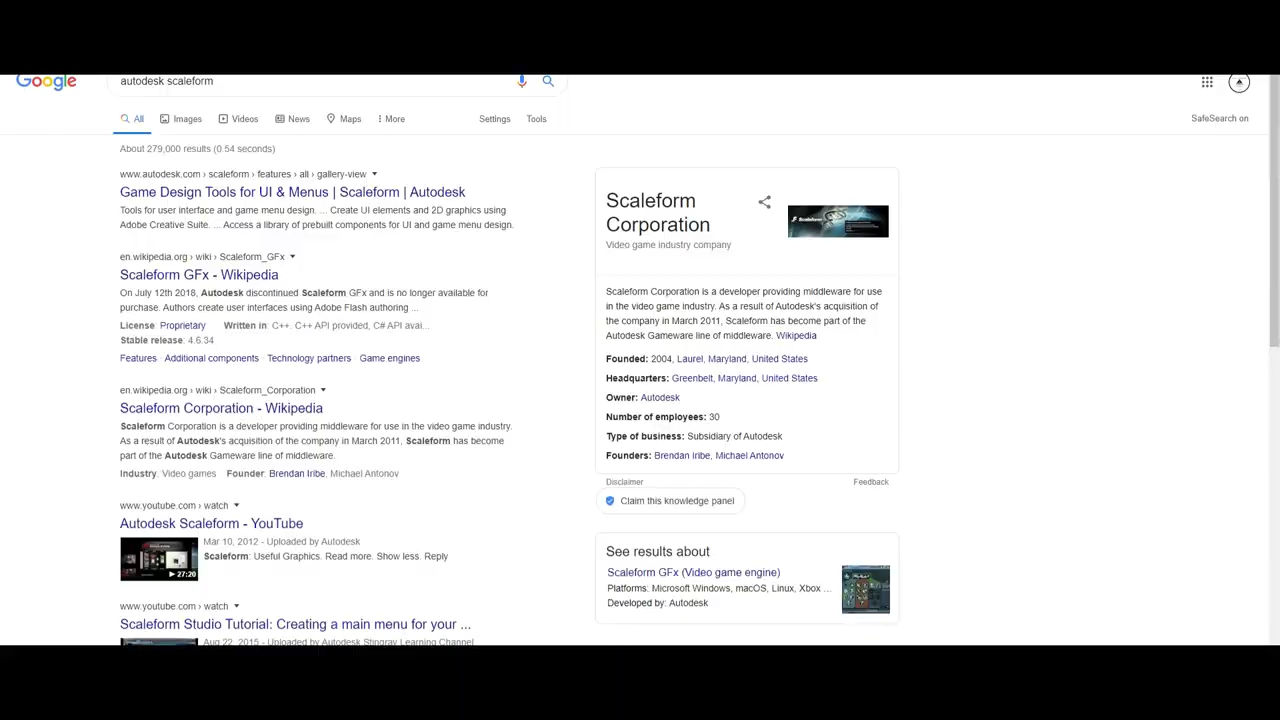 Google
autodesk scaleform
All
Images
Videos
News
Maps
More
Settings
Tools
SafeSearch on
About 279,000 results (0.54 seconds)
www.autodesk.com › scaleform › features › all › gallery-view
Game Design Tools for UI & Menus | Scaleform | Autodesk
Tools for user interface and game menu design. ... Create UI elements and 2D graphics using
Adobe Creative Suite. ... Access a library of prebuilt components for UI and game menu design.
en.wikipedia.org › wiki › Scaleform_GFx
Scaleform GFx - Wikipedia
On July 12th 2018, Autodesk discontinued Scaleform GFx and is no longer available for
purchase. Authors create user interfaces using Adobe Flash authoring ...
License: Proprietary Written in: C++. C++ API provided, C# API avai...
Stable release: 4.6.34
Features · Additional components · Technology partners · Game engines
en.wikipedia.org › wiki › Scaleform_Corporation
Scaleform Corporation - Wikipedia
Scaleform Corporation is a developer providing middleware for use in the video game industry.
As a result of Autodesk's acquisition of the company in March 2011, Scaleform has become
part of the Autodesk Gameware line of middleware.
Industry: Video games Founder: Brendan Iribe, Michael Antonov
www.youtube.com › watch
Autodesk Scaleform - YouTube
Mar 10, 2012 - Uploaded by Autodesk
Scaleform: Useful Graphics. Read more. Show less. Reply
27:20
www.youtube.com › watch
Scaleform Studio Tutorial: Creating a main menu for your ...
Aug 22, 2015 - Uploaded by Autodesk Stingray Learning Channel
Scaleform
Corporation
Video game industry company
Scaleform
Scaleform Corporation is a developer providing middleware for use
in the video game industry. As a result of Autodesk's acquisition of
the company in March 2011, Scaleform has become part of the
Autodesk Gameware line of middleware. Wikipedia
Founded: 2004, Laurel, Maryland, United States
Headquarters: Greenbelt, Maryland, United States
Owner: Autodesk
Number of employees: 30
Type of business: Subsidiary of Autodesk
Founders: Brendan Iribe, Michael Antonov
Disclaimer
Feedback
Claim this knowledge panel
See results about
Scaleform GFx (Video game engine)
Platforms: Microsoft Windows, macOS, Linux, Xbox ...
Developed by: Autodesk